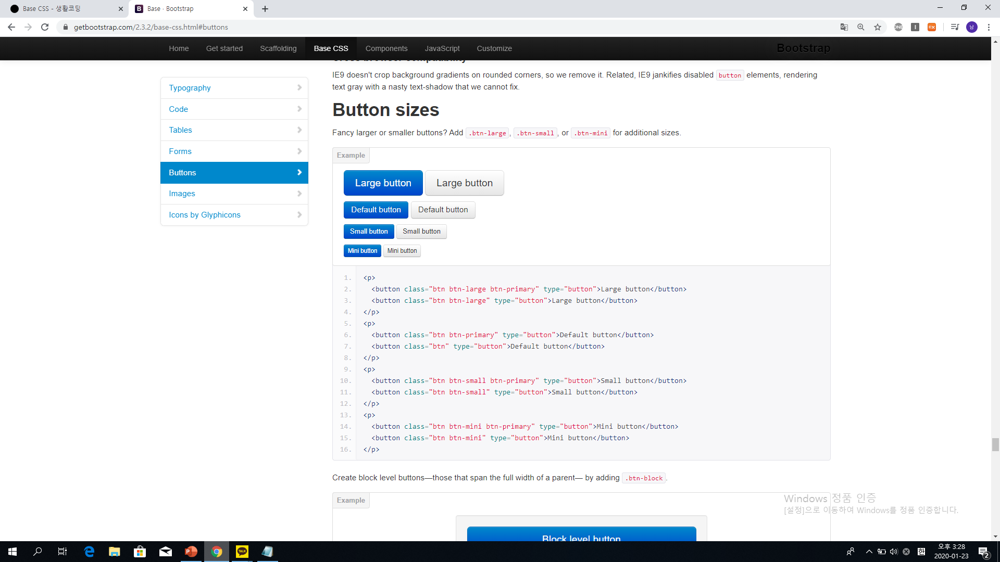 Base CSS - 생활코딩
Base · Bootstrap
getbootstrap.com/2.3.2/base-css.html#buttons
Home Get started Scaffolding Base CSS Components JavaScript Customize Bootstrap
IE9 doesn't crop background gradients on rounded corners, so we remove it. Related, IE9 jankifies disabled button elements, rendering
text gray with a nasty text-shadow that we cannot fix.
Typography
Code
Tables
Forms
Buttons
Images
Icons by Glyphicons
Button sizes
Fancy larger or smaller buttons? Add .btn-large, .btn-small, or .btn-mini for additional sizes.
Example
Large button Large button
Default button Default button
Small button Small button
Mini button Mini button
1. <p>
2. <button class="btn btn-large btn-primary" type="button">Large button</button>
3. <button class="btn btn-large" type="button">Large button</button>
4. </p>
5. <p>
6. <button class="btn btn-primary" type="button">Default button</button>
7. <button class="btn" type="button">Default button</button>
8. </p>
9. <p>
10. <button class="btn btn-small btn-primary" type="button">Small button</button>
11. <button class="btn btn-small" type="button">Small button</button>
12. </p>
13. <p>
14. <button class="btn btn-mini btn-primary" type="button">Mini button</button>
15. <button class="btn btn-mini" type="button">Mini button</button>
16. </p>
Create block level buttons—those that span the full width of a parent— by adding .btn-block.
Example
Block level button
Windows 정품 인증
[설정]으로 이동하여 Windows를 정품 인증합니다.
TALK
한
오후 3:28
2020-01-23
2